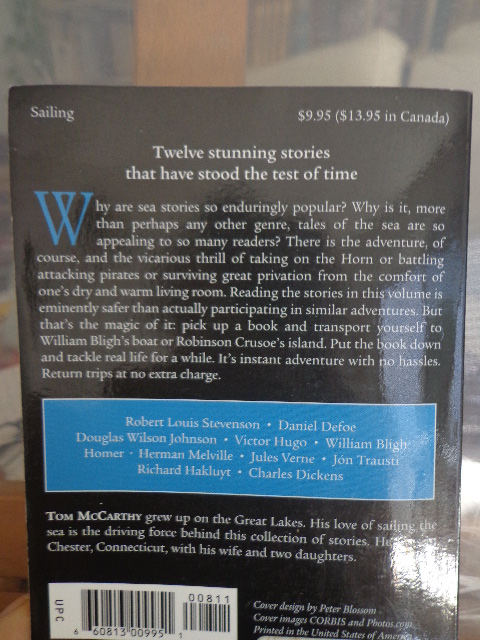 Sailing
$9.95 ($13.95 in Canada)
Twelve stunning stories
that have stood the test of time
Why are sea stories so enduringly popular? Why is it, more
than perhaps any other genre, tales of the sea are so
appealing to so many readers? There is the adventure, of
course, and the vicarious thrill of taking on the Horn or battling
attacking pirates or surviving great privation from the comfort of
one's dry and warm living room. Reading the stories in this volume is
eminently safer than actually participating in similar adventures. But
that's the magic of it: pick up a book and transport yourself to
William Bligh's boat or Robinson Crusoe's island. Put the book down
and tackle real life for a while. It's instant adventure with no hassles.
Return trips at no extra charge.
Robert Louis Stevenson • Daniel Defoe
Douglas Wilson Johnson • Victor Hugo • William Bligh
Homer • Herman Melville • Jules Verne • Jón Trausti
Richard Hakluyt • Charles Dickens
TOM MCCARTHY grew up on the Great Lakes. His love of sailing the
sea is the driving force behind this collection of stories. He
Chester, Connecticut, with his wife and two daughters.
00811
UPC
6 60813 00995 1
Cover design by Peter Blossom
Cover images CORBIS and Photos.com
Printed in the United States of America